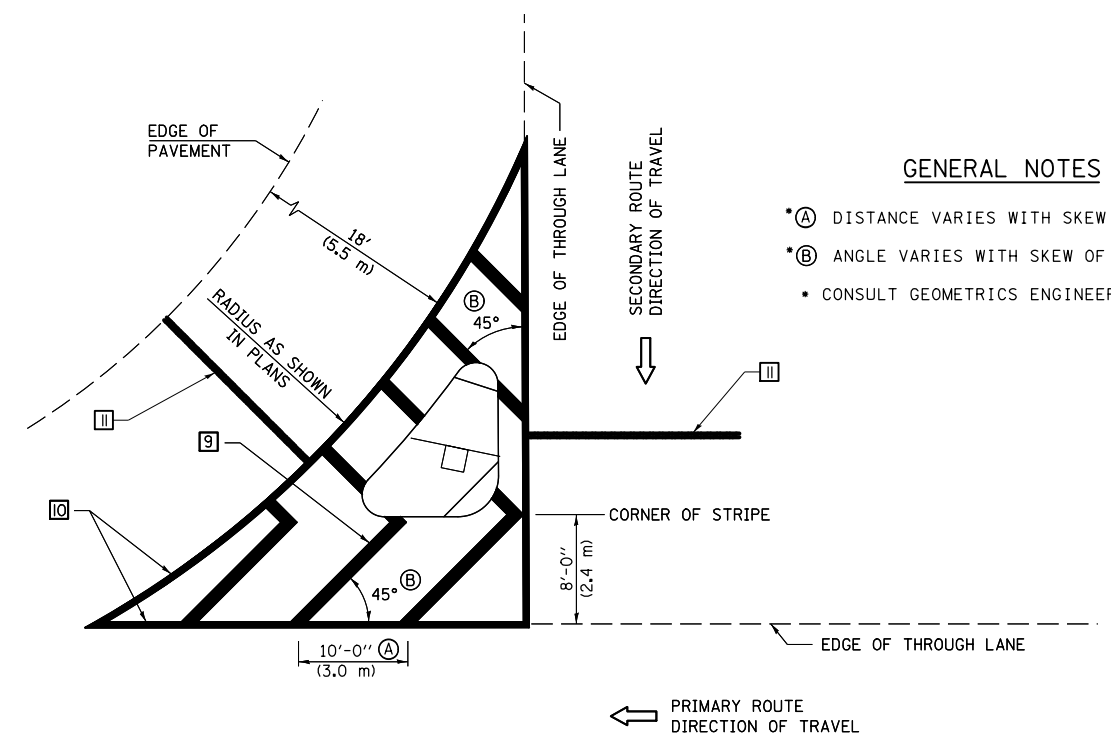 EDGE OF
PAVEMENT
18'
(5.5 m)
RADIUS AS SHOWN
IN PLANS
EDGE OF THROUGH LANE
SECONDARY ROUTE
DIRECTION OF TRAVEL
GENERAL NOTES
*Ⓐ DISTANCE VARIES WITH SKEW
*Ⓑ ANGLE VARIES WITH SKEW OF
* CONSULT GEOMETRICS ENGINEER
Ⓑ
45°
11
11
9
10
CORNER OF STRIPE
8'-0"
(2.4 m)
45° Ⓑ
10'-0" Ⓐ
(3.0 m)
EDGE OF THROUGH LANE
PRIMARY ROUTE
DIRECTION OF TRAVEL